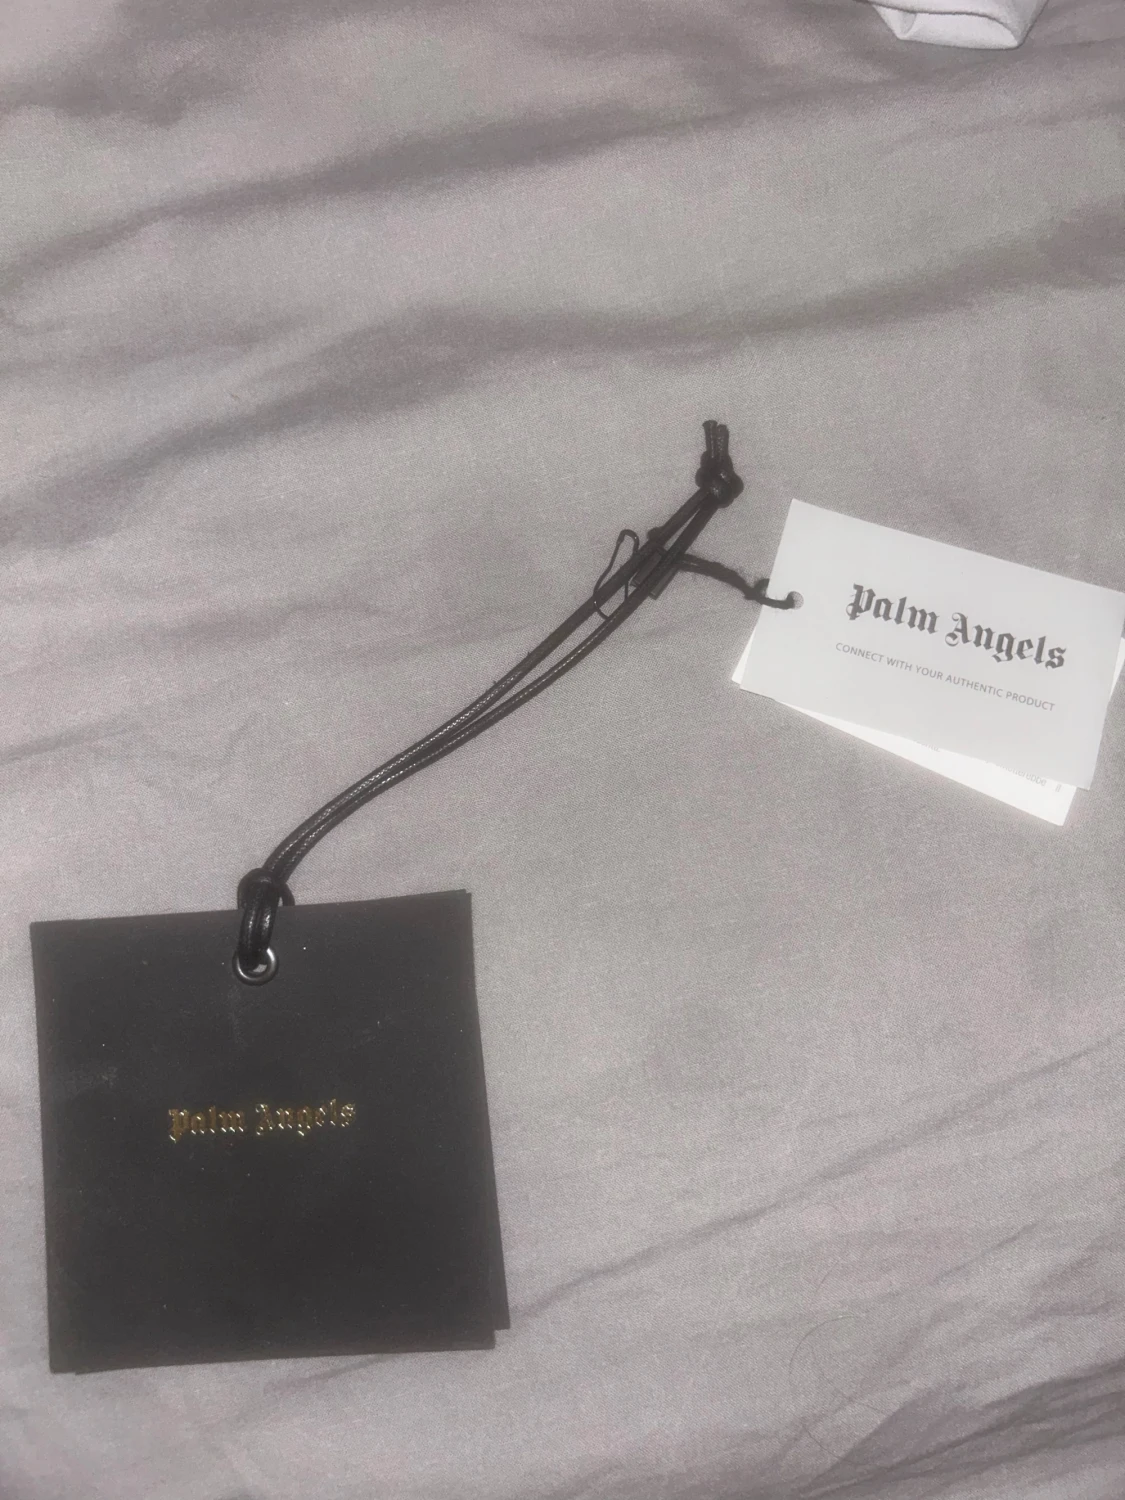 Palm Angels
CONNECT WITH YOUR AUTHENTIC PRODUCT
Palm Angels